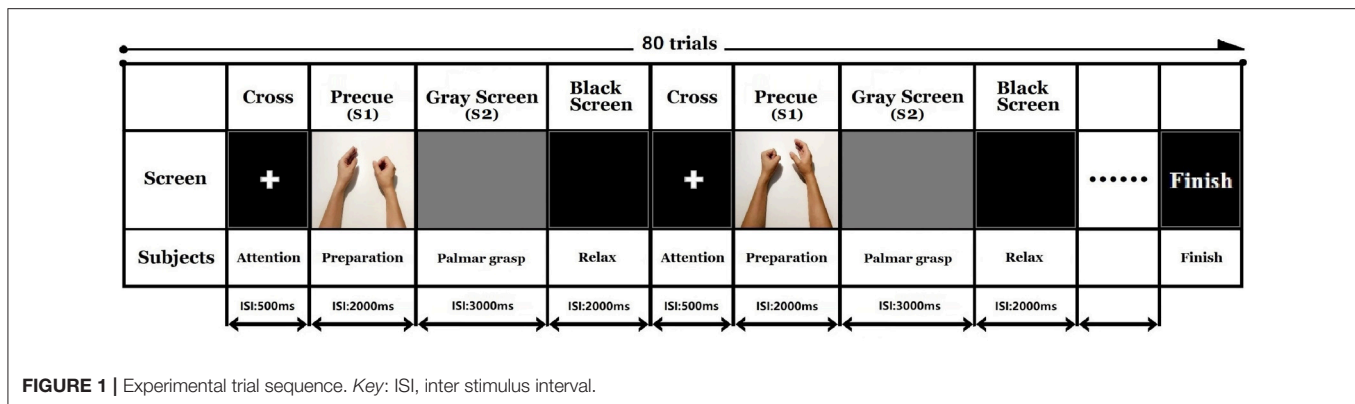 80 trials
Cross Precue (S1) Gray Screen (S2) Black Screen Cross Precue (S1) Gray Screen (S2) Black Screen
Screen + + •••••• Finish
Subjects Attention Preparation Palmar grasp Relax Attention Preparation Palmar grasp Relax Finish
ISI:500ms ISI:2000ms ISI:3000ms ISI:2000ms ISI:500ms ISI:2000ms ISI:3000ms ISI:2000ms
FIGURE 1 | Experimental trial sequence. Key: ISI, inter stimulus interval.